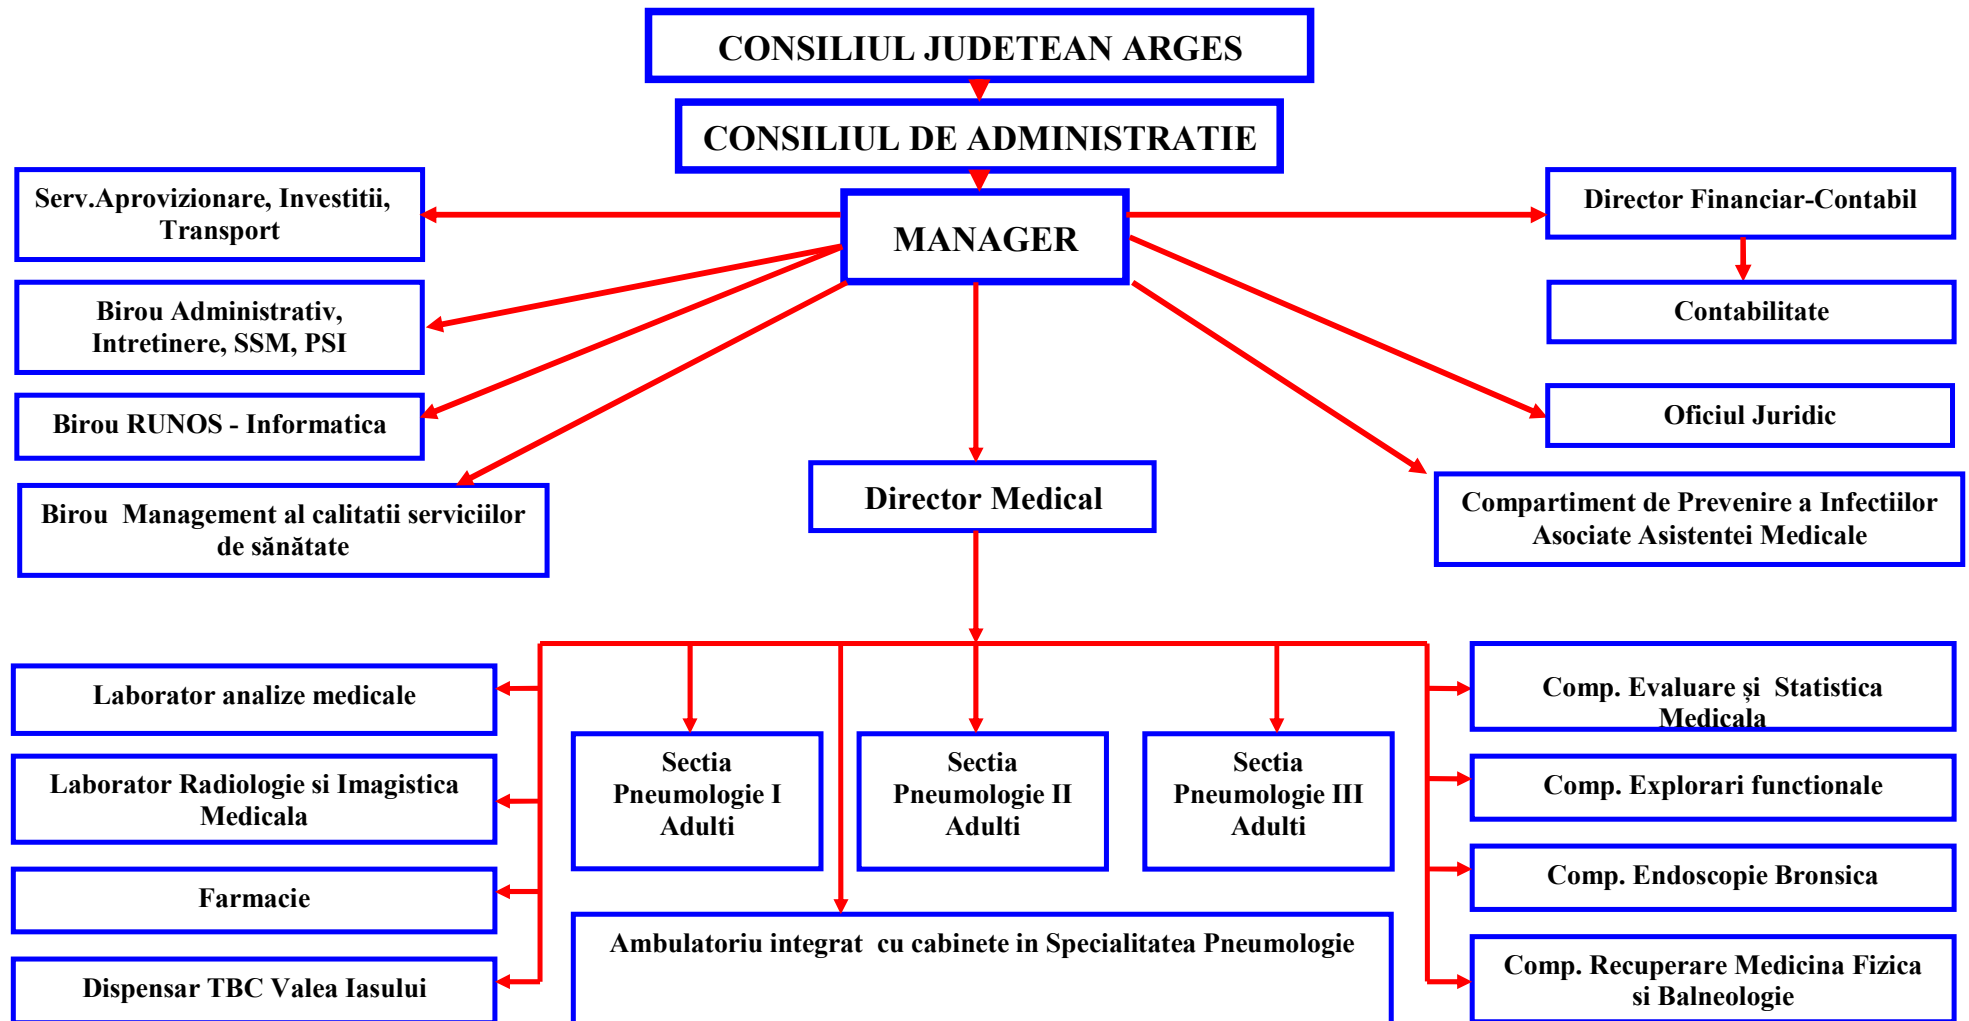 CONSILIUL JUDETEAN ARGES
CONSILIUL DE ADMINISTRATIE
MANAGER
Serv.Aprovizionare, Investitii,
Transport
Birou Administrativ,
Intretinere, SSM, PSI
Birou RUNOS - Informatica
Birou Management al calitatii serviciilor
de sănătate
Director Financiar-Contabil
Contabilitate
Oficiul Juridic
Compartiment de Prevenire a Infectiilor
Asociate Asistentei Medicale
Director Medical
Laborator analize medicale
Laborator Radiologie si Imagistica
Medicala
Farmacie
Dispensar TBC Valea Iasului
Sectia
Pneumologie I
Adulti
Sectia
Pneumologie II
Adulti
Sectia
Pneumologie III
Adulti
Ambulatoriu integrat cu cabinete in Specialitatea Pneumologie
Comp. Evaluare și Statistica
Medicala
Comp. Explorari functionale
Comp. Endoscopie Bronsica
Comp. Recuperare Medicina Fizica
si Balneologie